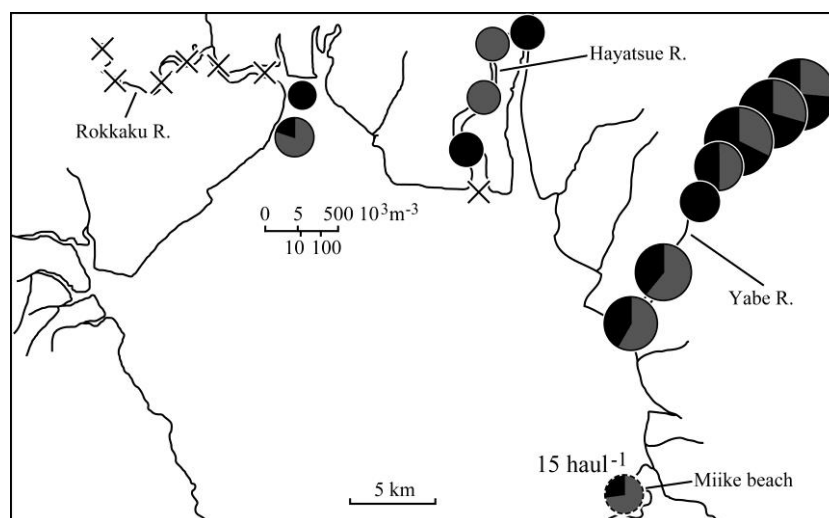 Hayatsue R.
Rokkaku R.
0 5 500 10³m⁻³
10 100
Yabe R.
15 haul⁻¹
Miike beach
5 km